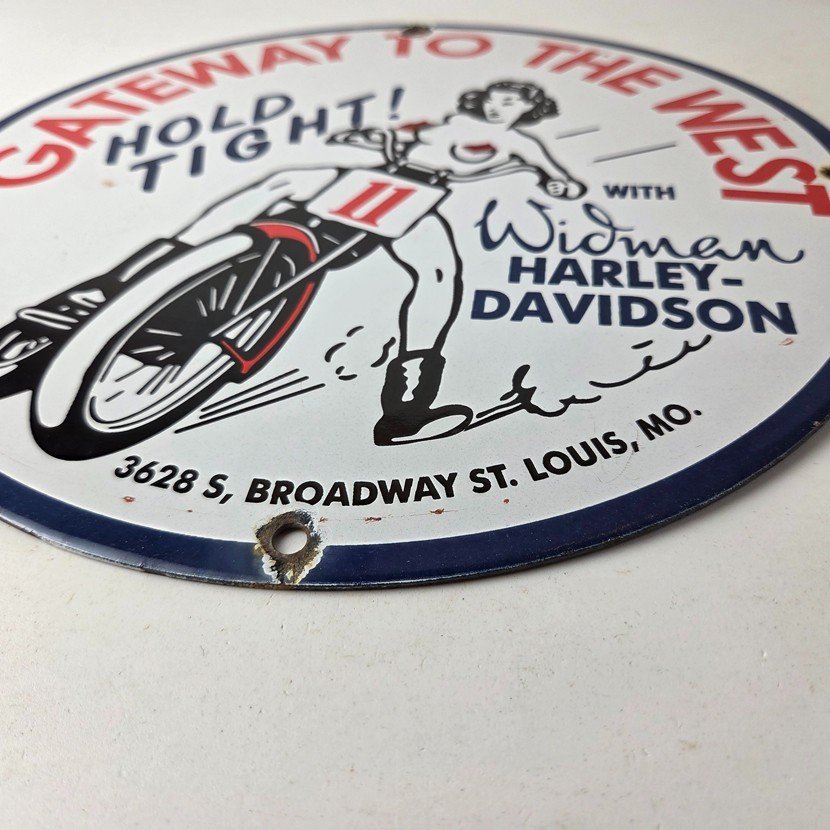 GATEWAY TO THE WEST
HOLD
TIGHT!
11
WITH
Widman
HARLEY-
DAVIDSON
3628 S, BROADWAY ST. LOUIS, MO.